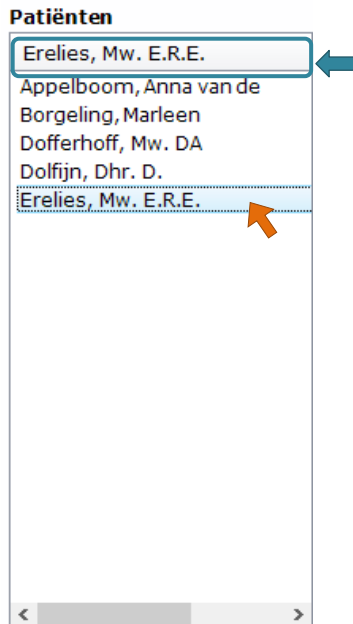 Patiënten
Erelies, Mw. E.R.E.
Appelboom, Anna van de
Borgeling, Marleen
Dofferhoff, Mw. DA
Dolfijn, Dhr. D.
Erelies, Mw. E.R.E.